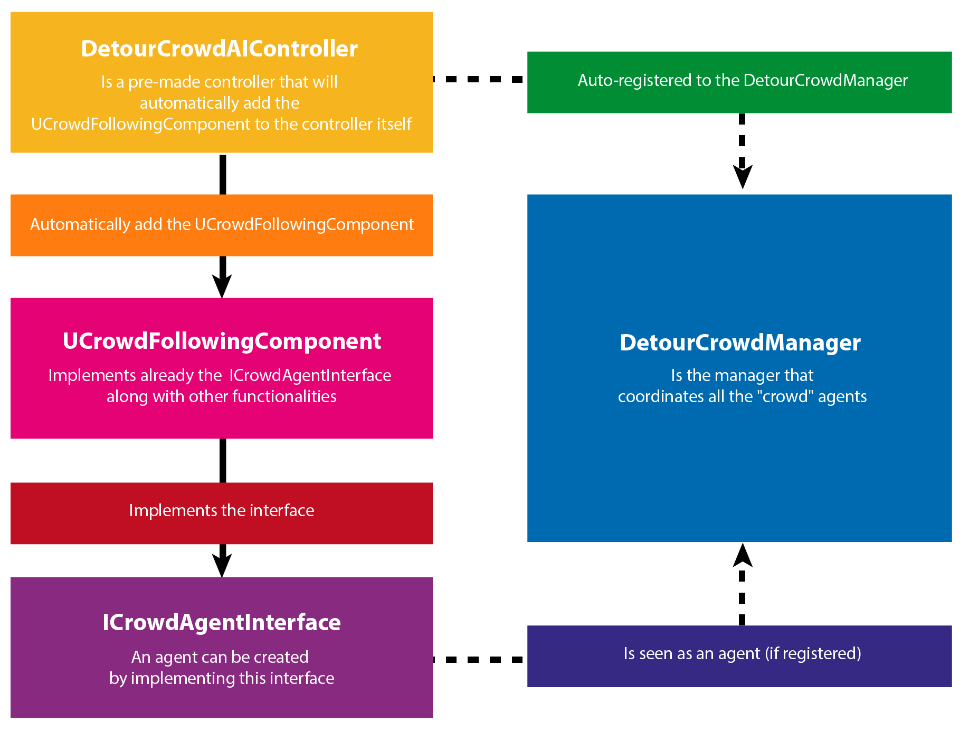 DetourCrowdAIController
Is a pre-made controller that will
automatically add the
UCrowdFollowingComponent to the controller itself
Auto-registered to the DetourCrowdManager
Automatically add the UCrowdFollowingComponent
UCrowdFollowingComponent
Implements already the ICrowdAgentInterface
along with other functionalities
DetourCrowdManager
Is the manager that
coordinates all the "crowd" agents
Implements the interface
ICrowdAgentInterface
An agent can be created
by implementing this interface
Is seen as an agent (if registered)